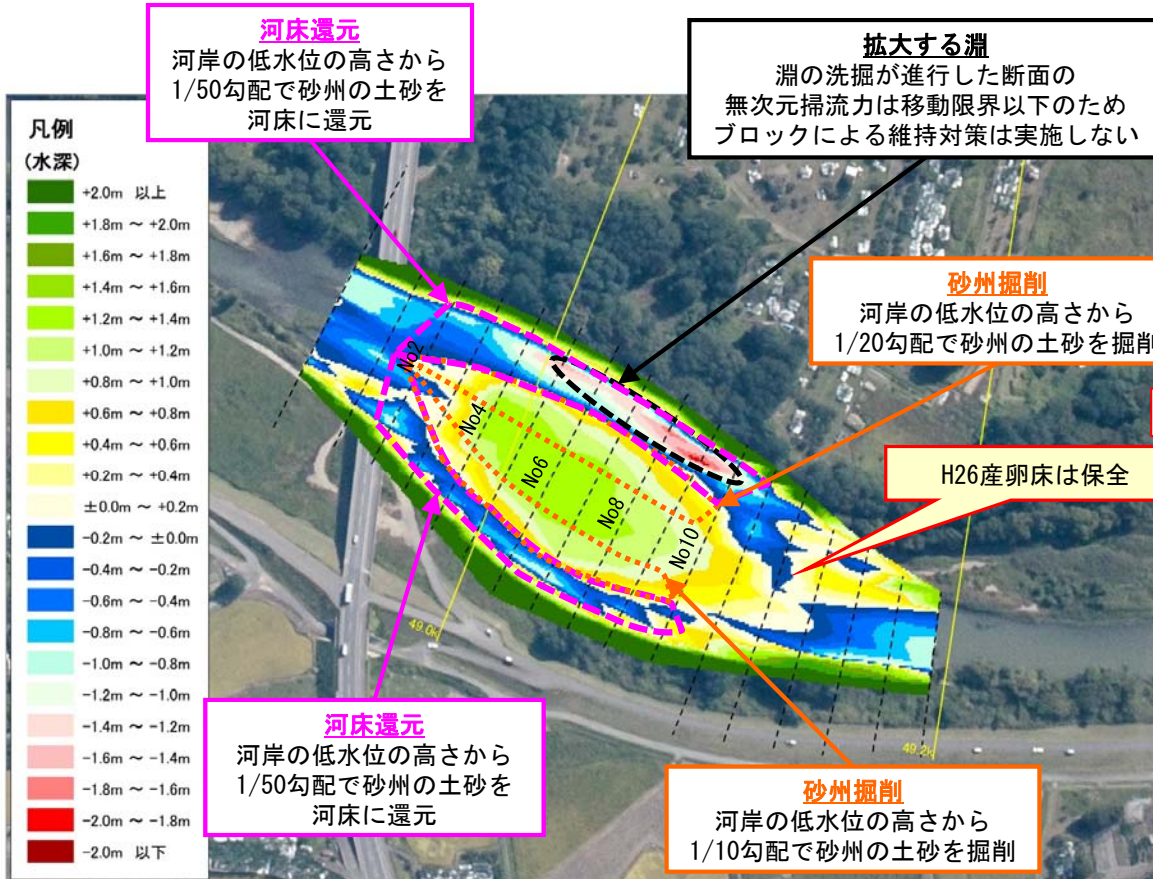 河床還元
河岸の低水位の高さから
1/50勾配で砂州の土砂を
河床に還元
拡大する淵
淵の洗掘が進行した断面の
無次元掃流力は移動限界以下のため
ブロックによる維持対策は実施しない
凡例
(水深)
+2.0m 以上
+1.8m ～ +2.0m
+1.6m ～ +1.8m
+1.4m ～ +1.6m
+1.2m ～ +1.4m
+1.0m ～ +1.2m
+0.8m ～ +1.0m
+0.6m ～ +0.8m
+0.4m ～ +0.6m
+0.2m ～ +0.4m
±0.0m ～ +0.2m
-0.2m ～ ±0.0m
-0.4m ～ -0.2m
-0.6m ～ -0.4m
-0.8m ～ -0.6m
-1.0m ～ -0.8m
-1.2m ～ -1.0m
-1.4m ～ -1.2m
-1.6m ～ -1.4m
-1.8m ～ -1.6m
-2.0m ～ -1.8m
-2.0m 以下
砂州掘削
河岸の低水位の高さから
1/20勾配で砂州の土砂を掘削
H26産卵床は保全
No2
No4
No6
No8
No10
49.0k
49.2k
河床還元
河岸の低水位の高さから
1/50勾配で砂州の土砂を
河床に還元
砂州掘削
河岸の低水位の高さから
1/10勾配で砂州の土砂を掘削